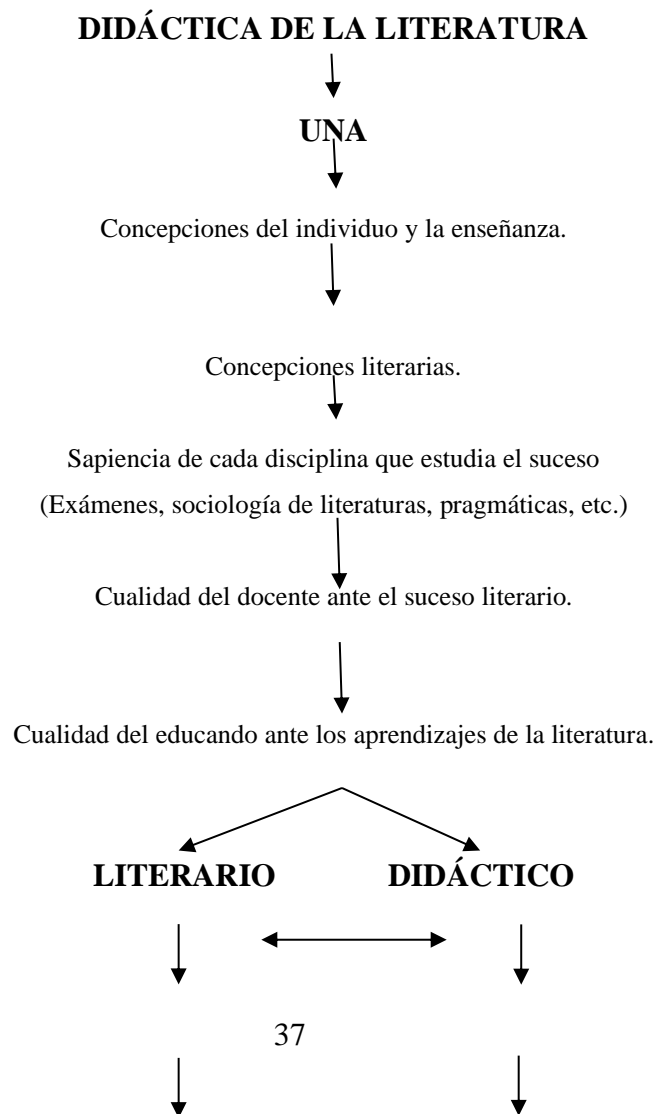 DIDÁCTICA DE LA LITERATURA
UNA
Concepciones del individuo y la enseñanza.
Concepciones literarias.
Sapiencia de cada disciplina que estudia el suceso
(Exámenes, sociología de literaturas, pragmáticas, etc.)
Cualidad del docente ante el suceso literario.
Cualidad del educando ante los aprendizajes de la literatura.
LITERARIO DIDÁCTICO
37